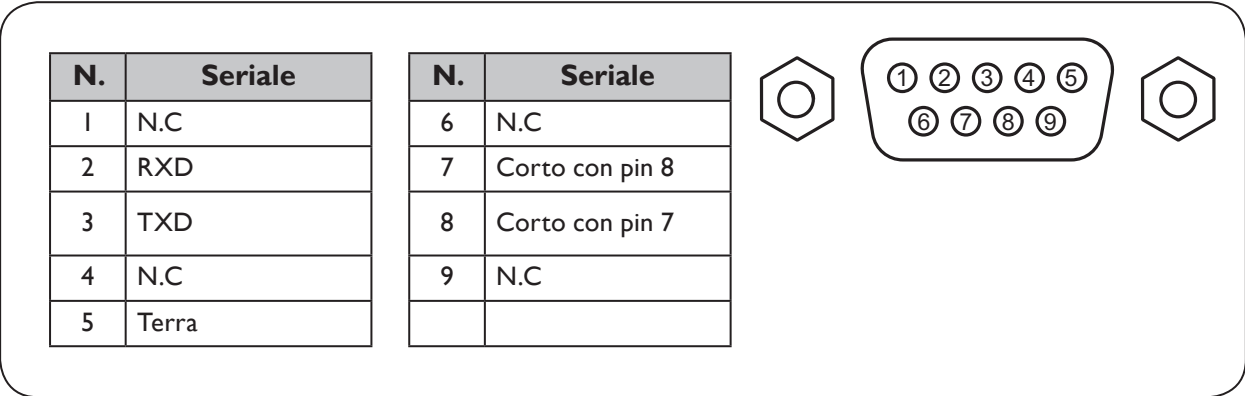 N. Seriale
1 N.C
2 RXD
3 TXD
4 N.C
5 Terra
N. Seriale
6 N.C
7 Corto con pin 8
8 Corto con pin 7
9 N.C
1 2 3 4 5
6 7 8 9